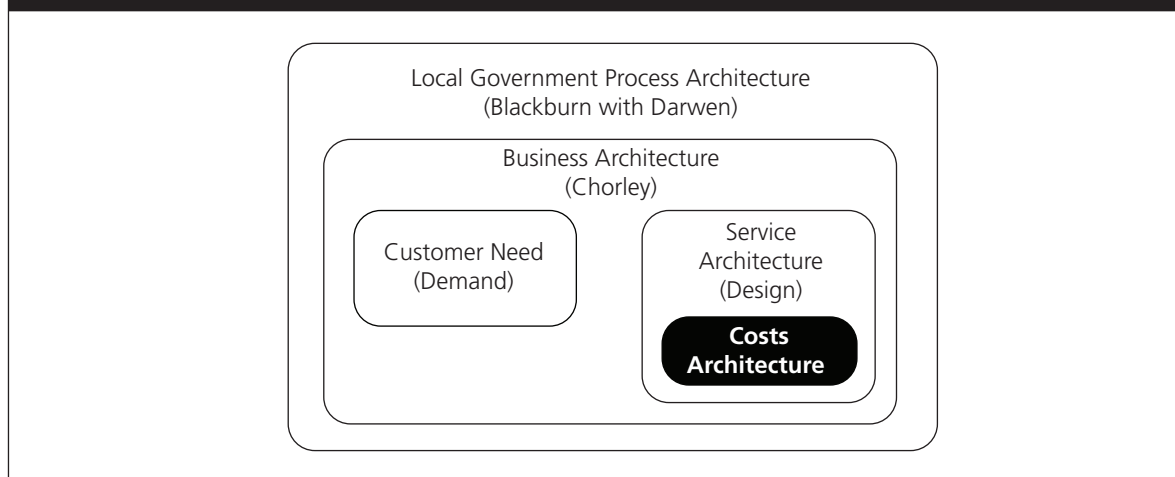 Local Government Process Architecture
(Blackburn with Darwen)
Business Architecture
(Chorley)
Customer Need
(Demand)
Service
Architecture
(Design)
Costs
Architecture